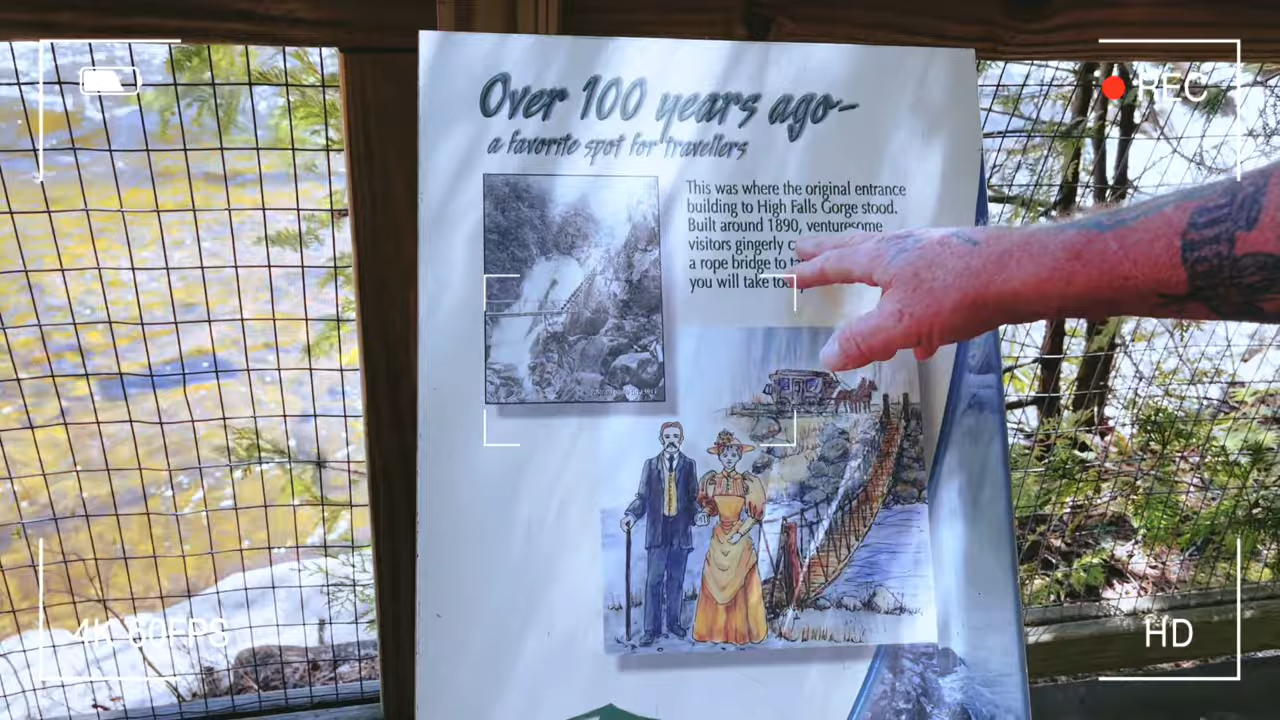 REC
Over 100 years ago-
a favorite spot for travellers
This was where the original entrance
building to High Falls Gorge stood.
Built around 1890, venturesome
visitors gingerly
a rope bridge to
you will take
4K 60FPS
HD